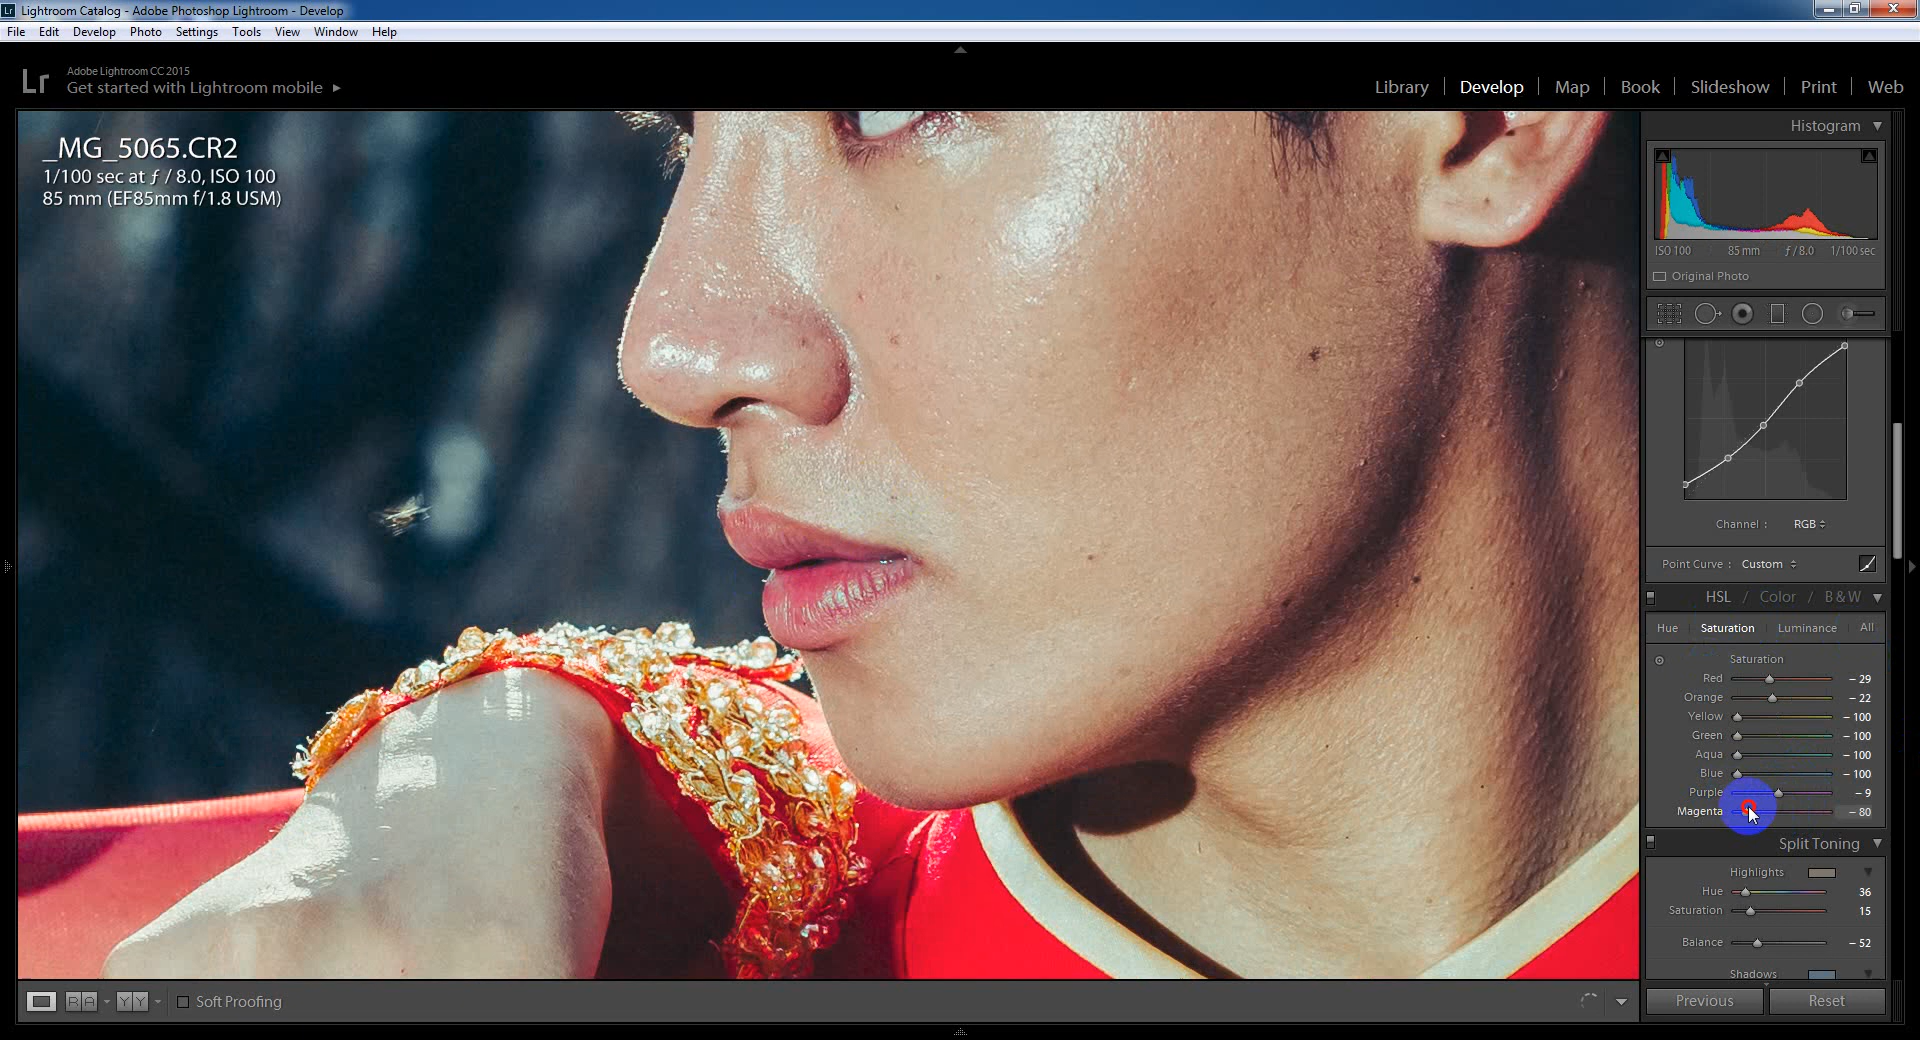 Lightroom Catalog - Adobe Photoshop Lightroom - Develop
File Edit Develop Photo Settings Tools View Window Help
Lr
Adobe Lightroom CC 2015
Get started with Lightroom mobile
Library Develop Map Book Slideshow Print Web
_MG_5065.CR2
1/100 sec at ƒ / 8.0, ISO 100
85 mm (EF85mm f/1.8 USM)
Histogram
ISO 100 85 mm ƒ / 8.0 1/100 sec
Original Photo
Channel : RGB
Point Curve : Custom
HSL / Color / B & W
Hue Saturation Luminance All
Saturation
Red - 29
Orange - 22
Yellow - 100
Green - 100
Aqua - 100
Blue - 100
Purple - 9
Magenta - 80
Split Toning
Highlights
Hue 36
Saturation 15
Balance - 52
Shadows
R A Y Y Soft Proofing
Previous Reset